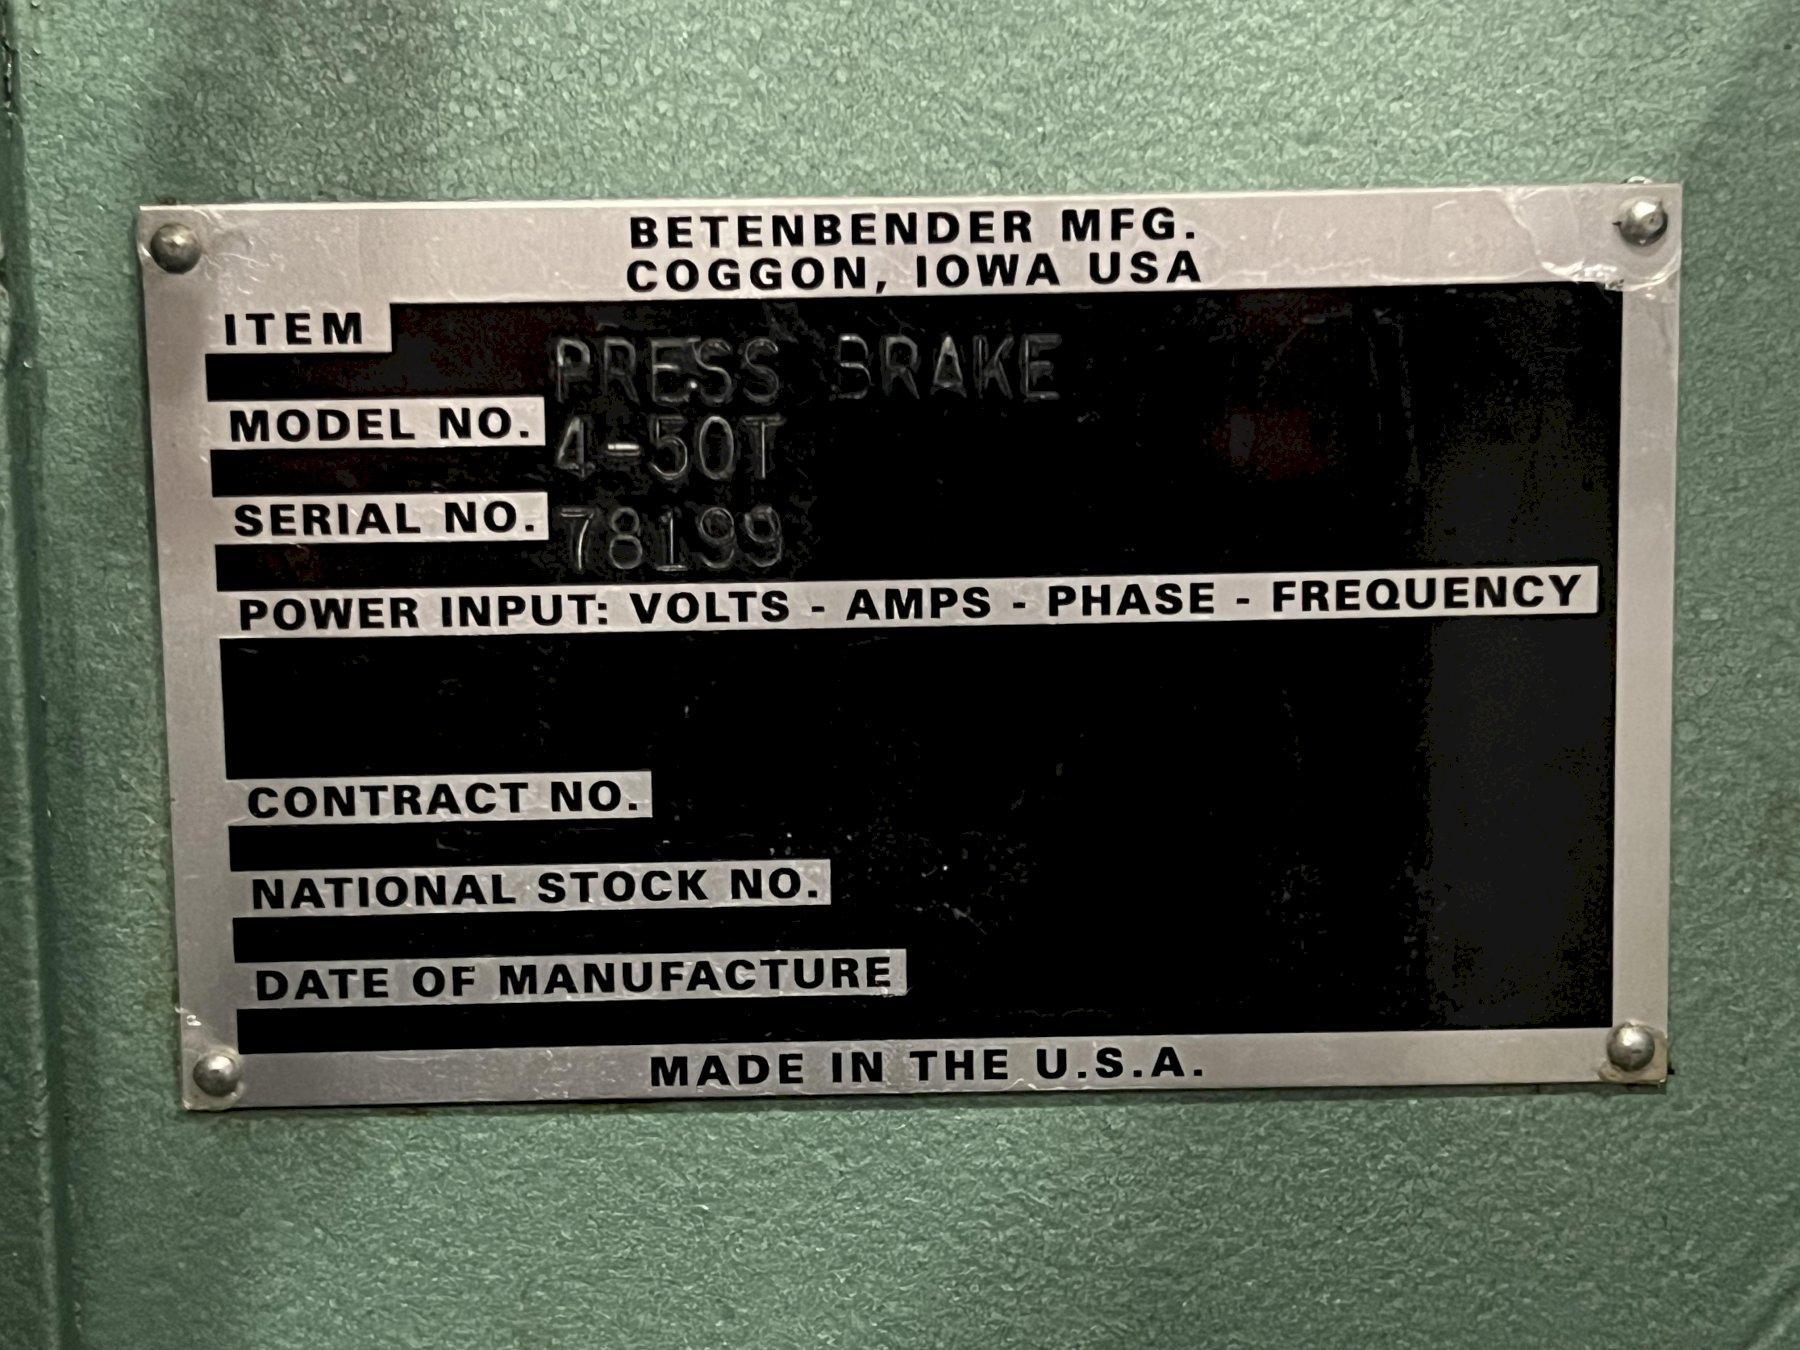 BETENBENDER MFG.
COGGON, IOWA USA
ITEM PRESS BRAKE
MODEL NO. 4-50T
SERIAL NO. 78199
POWER INPUT: VOLTS - AMPS - PHASE - FREQUENCY
CONTRACT NO.
NATIONAL STOCK NO.
DATE OF MANUFACTURE
MADE IN THE U.S.A.